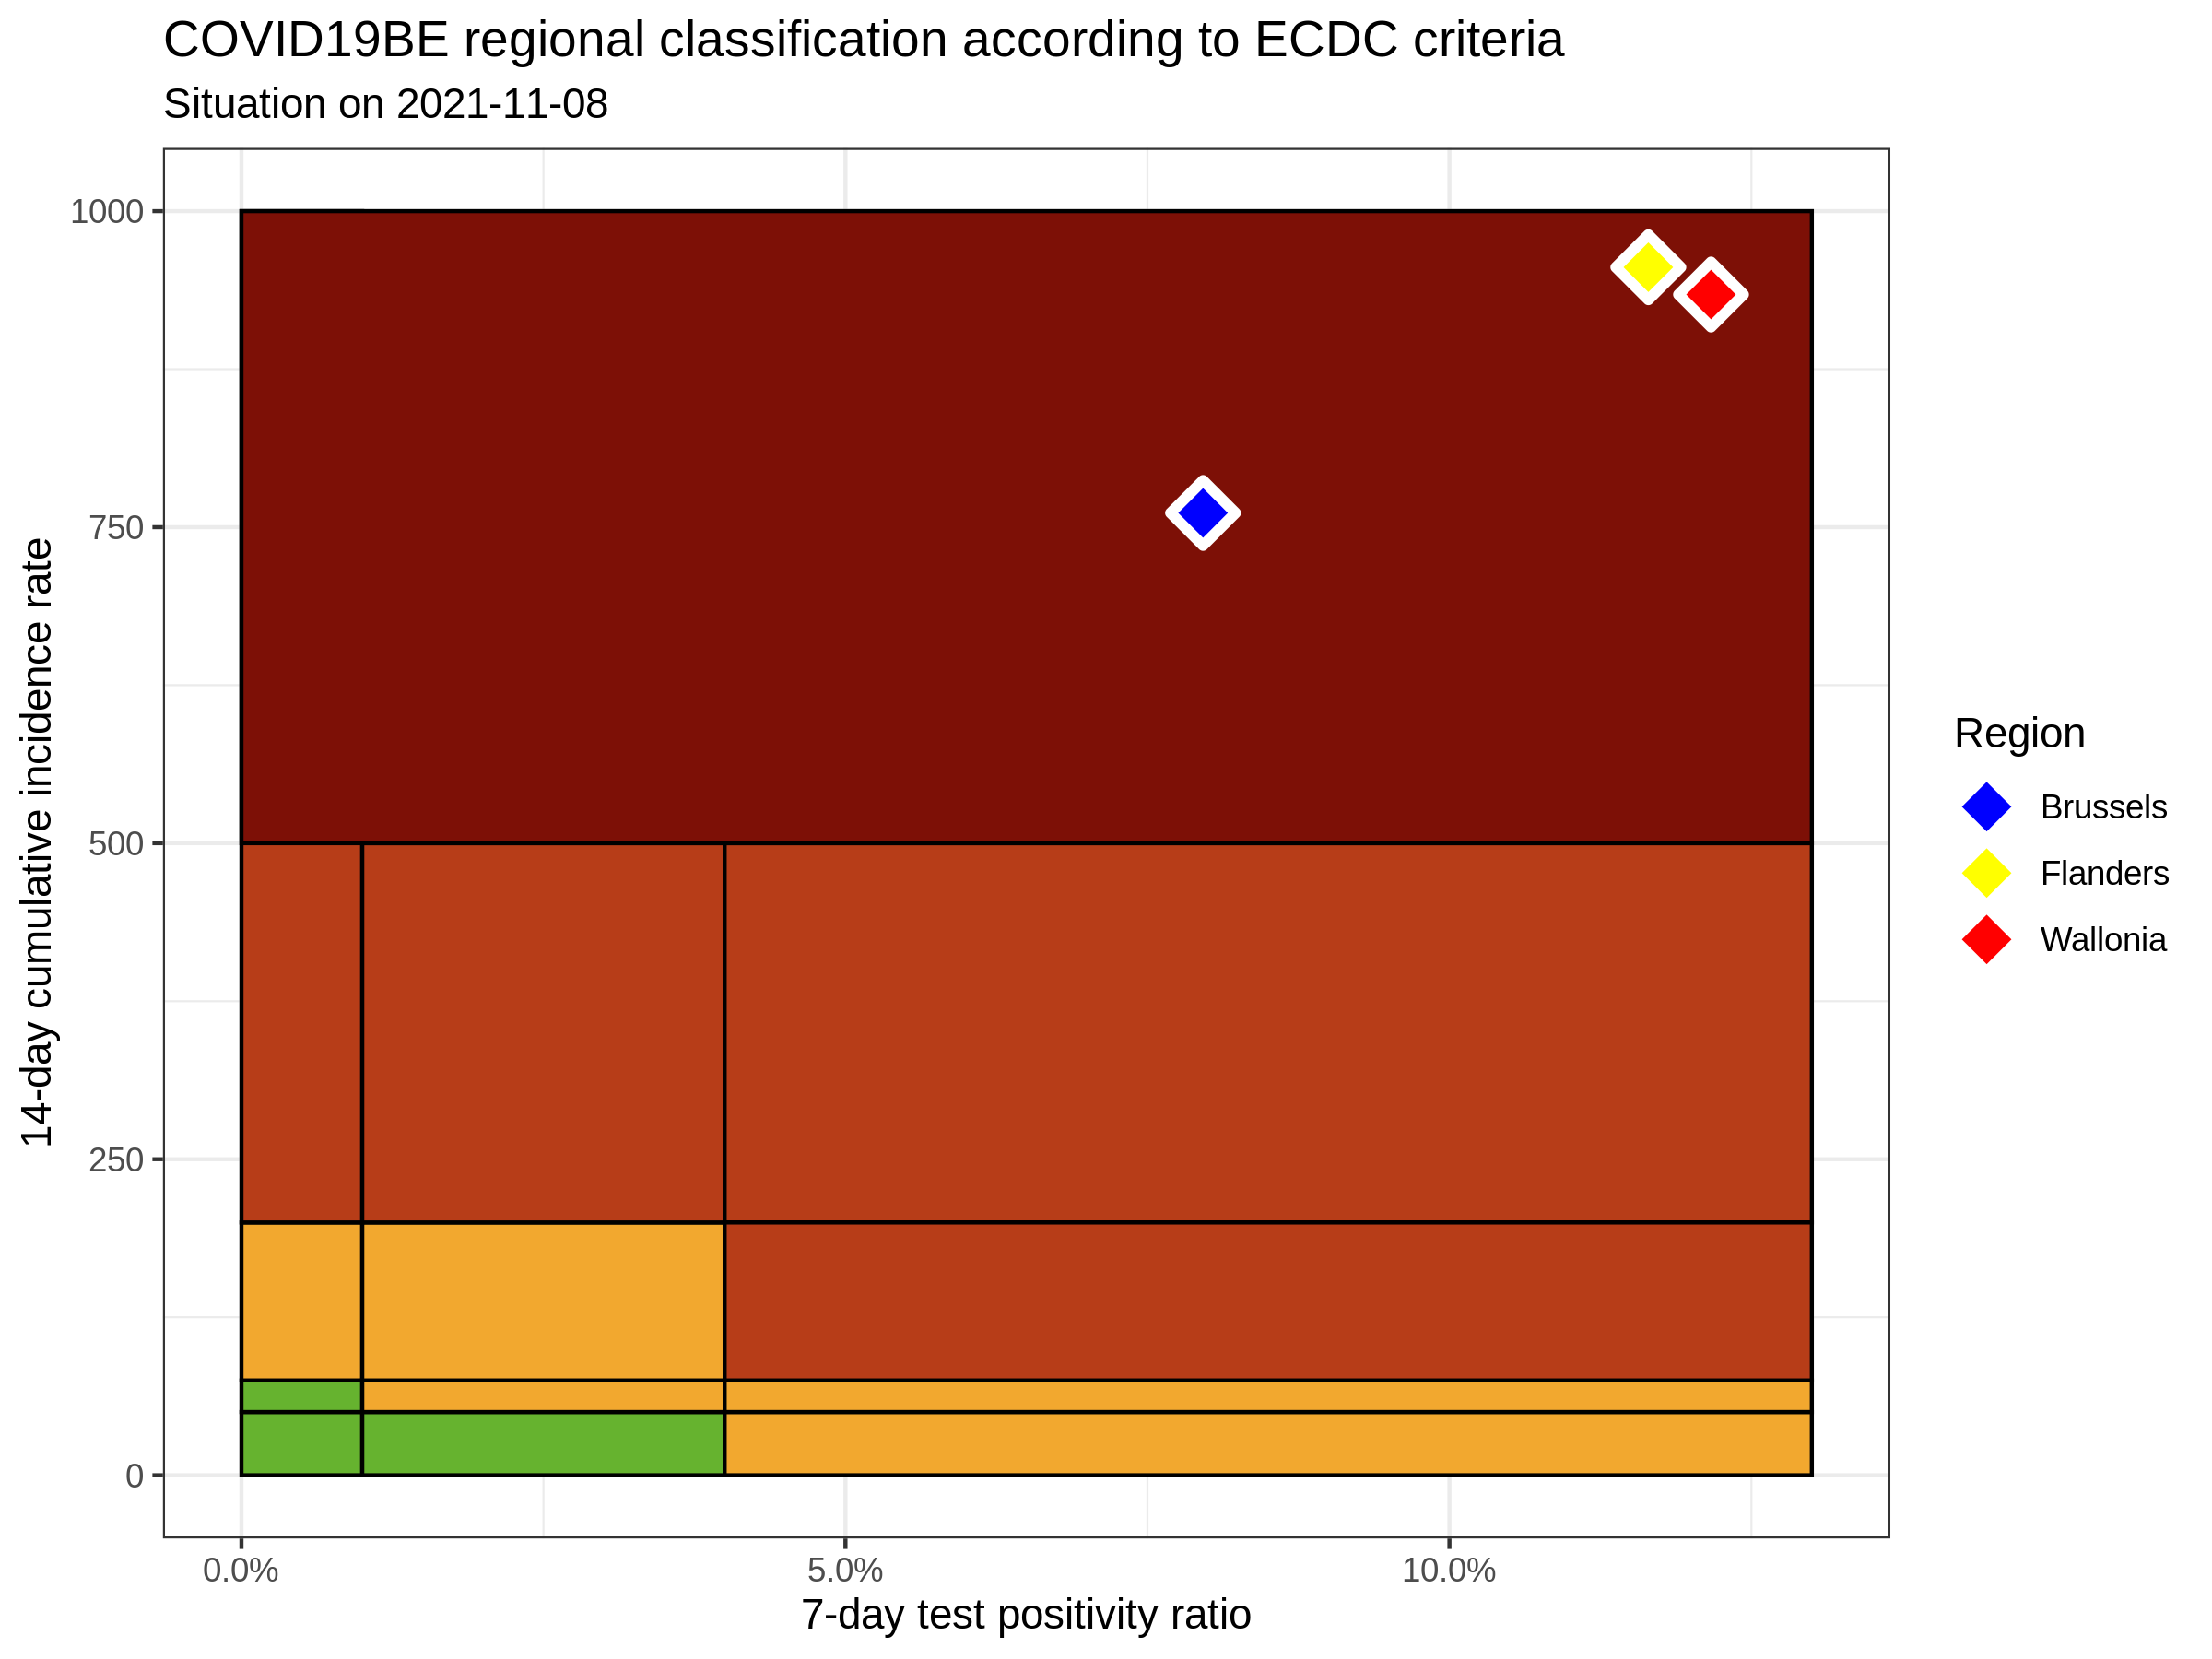 COVID19BE regional classification according to ECDC criteria
Situation on 2021-11-08
14-day cumulative incidence rate
1000
750
500
250
0
0.0%
5.0%
10.0%
7-day test positivity ratio
Region
Brussels
Flanders
Wallonia